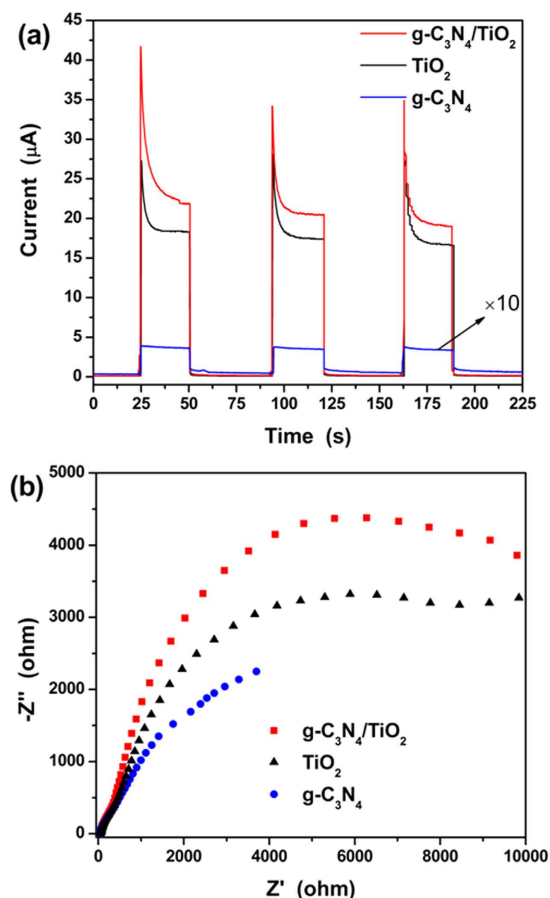 (a)
45
40
35
30
25
20
15
10
5
0
Current (μA)
g-C₃N₄/TiO₂
TiO₂
g-C₃N₄
×10
0 25 50 75 100 125 150 175 200 225
Time (s)
(b)
5000
4000
3000
2000
1000
0
-Z'' (ohm)
g-C₃N₄/TiO₂
TiO₂
g-C₃N₄
0 2000 4000 6000 8000 10000
Z' (ohm)